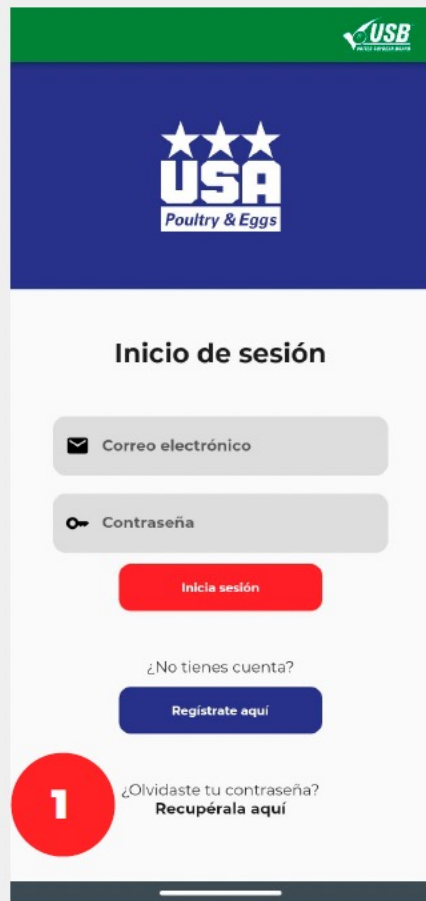 USB
USA
Poultry & Eggs
Inicio de sesión
Correo electrónico
Contraseña
Inicia sesión
¿No tienes cuenta?
Regístrate aquí
1
¿Olvidaste tu contraseña?
Recupérala aquí